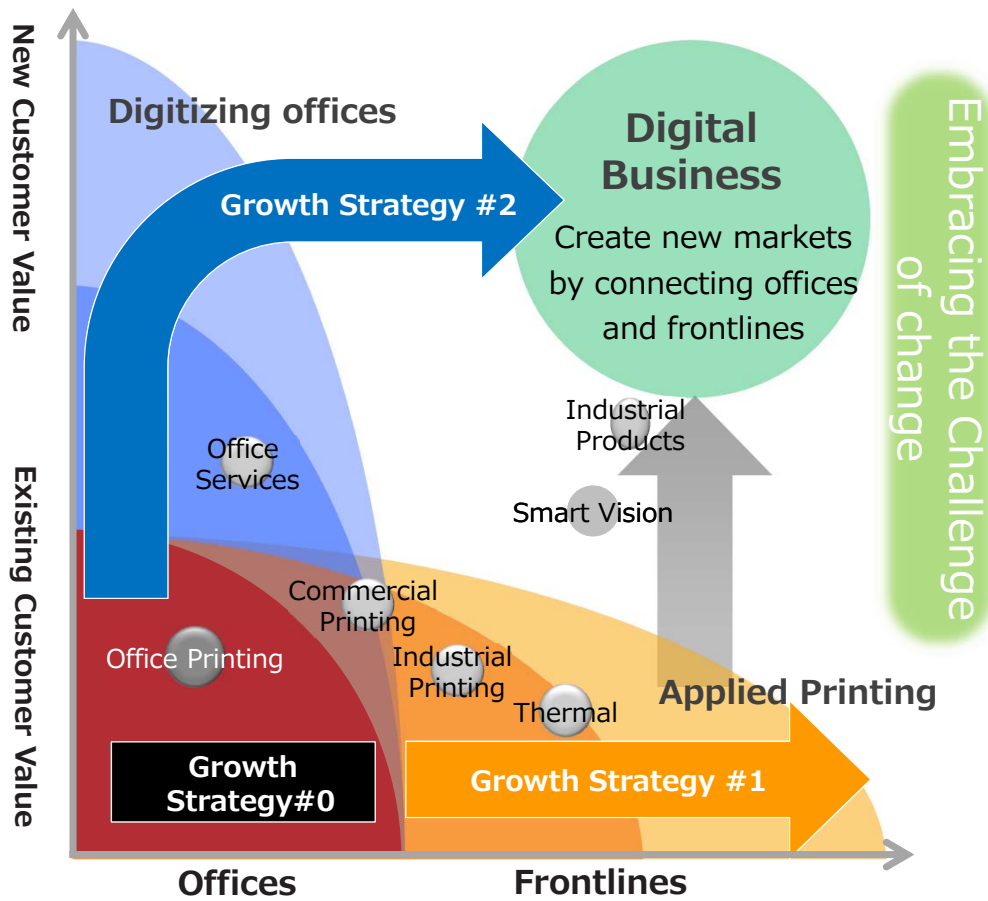 New Customer Value
Existing Customer Value
Digitizing offices
Growth Strategy #2
Digital
Business
Create new markets
by connecting offices
and frontlines
Embracing the Challenge
of change
Industrial
Products
Office
Services
Smart Vision
Commercial
Printing
Office Printing
Industrial
Printing
Thermal
Applied Printing
Growth
Strategy#0
Growth Strategy #1
Offices
Frontlines